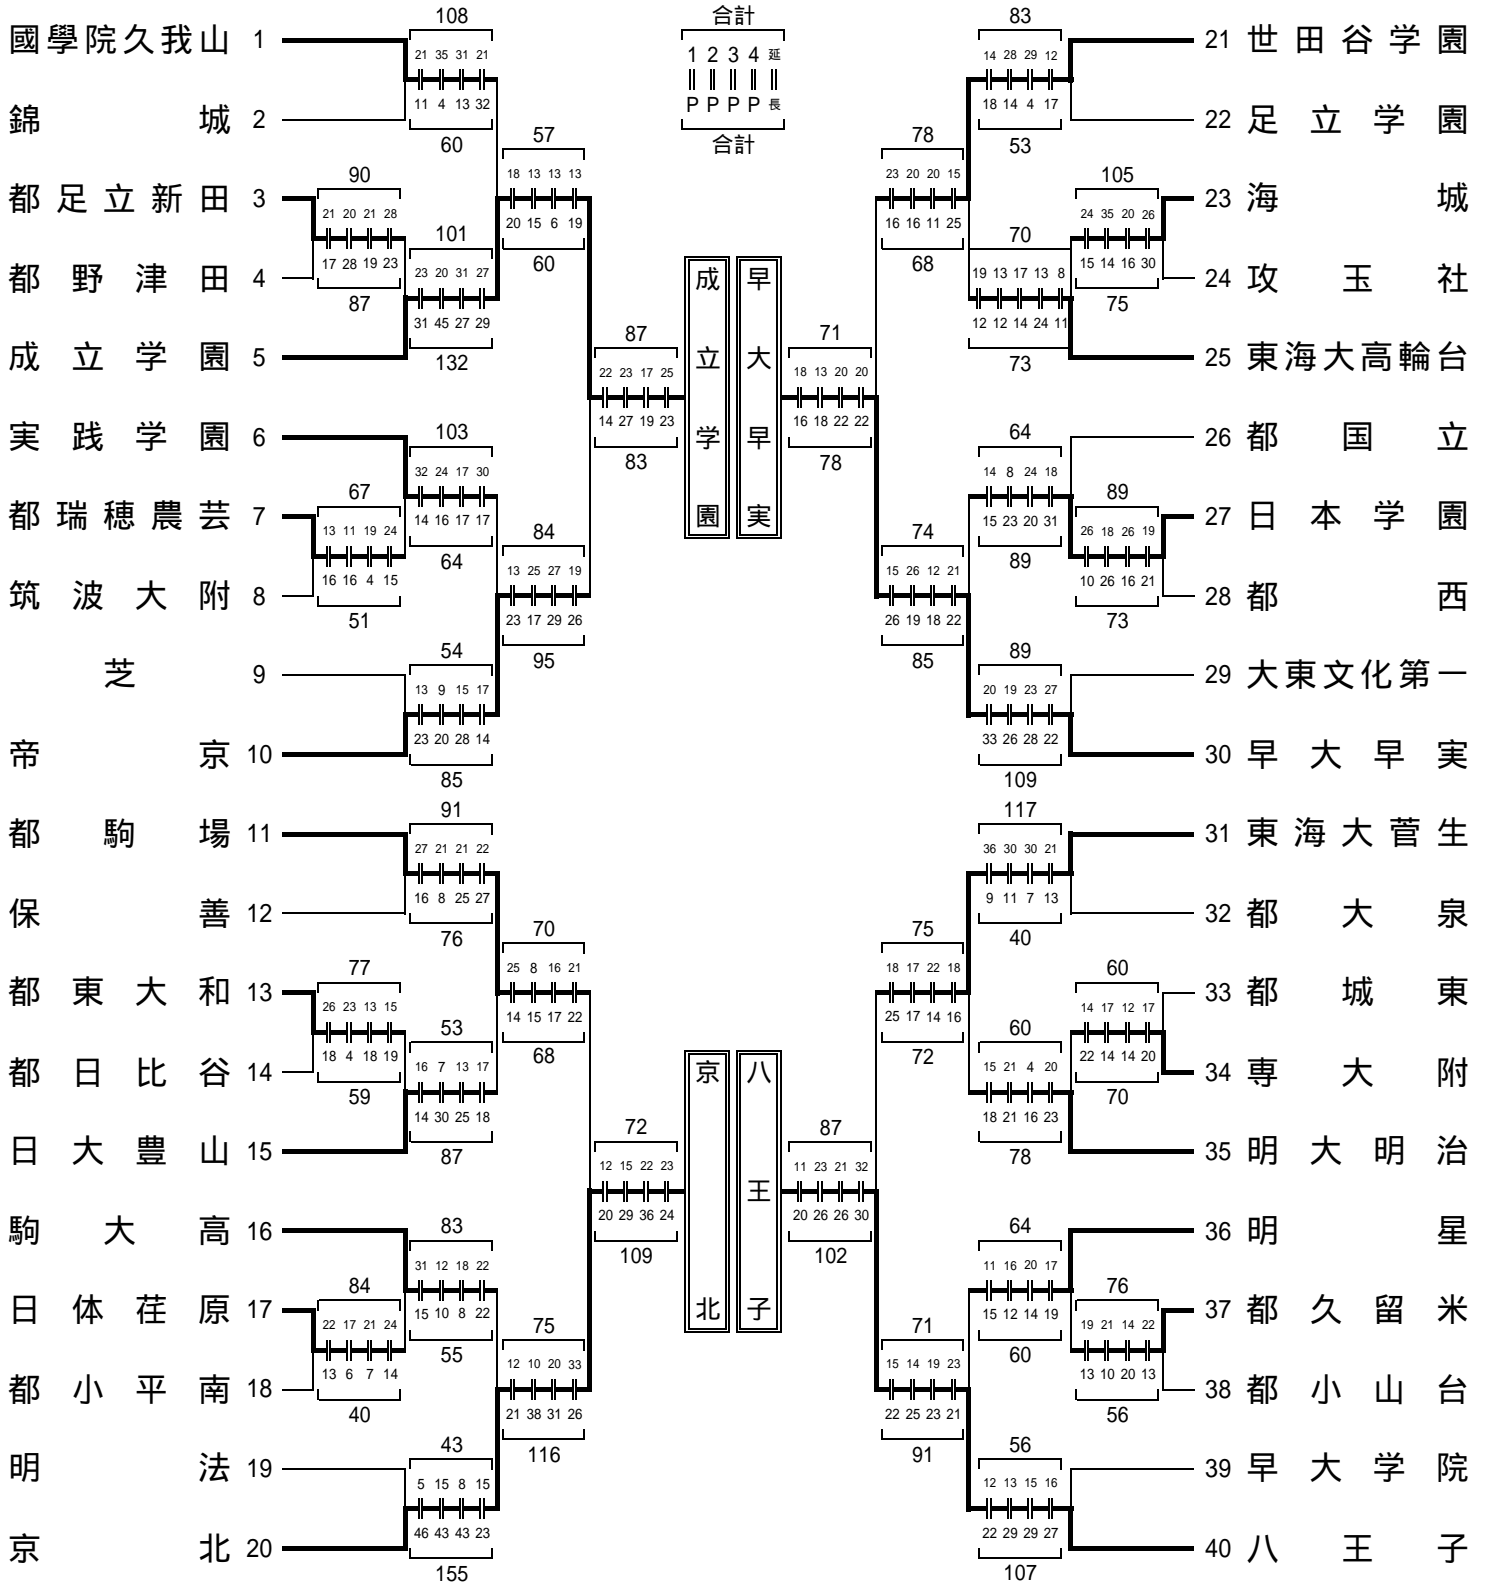 合計
1 2 3 4 延
P P P P 長
合計
國學院久我山 1
錦城 2
108
21 35 31 21
11 4 13 32
60
都足立新田 3
都野津田 4
90
21 20 21 28
17 28 19 23
87
成立学園 5
101
23 20 31 27
31 45 27 29
132
57
18 13 13 13
20 15 6 19
60
実践学園 6
103
32 24 17 30
14 16 17 17
64
都瑞穂農芸 7
筑波大附 8
67
13 11 19 24
16 16 4 15
51
芝 9
帝京 10
54
13 9 15 17
23 20 28 14
85
84
13 25 27 19
23 17 29 26
95
87
22 23 17 25
14 27 19 23
83
成立学園
都駒場 11
保善 12
91
27 21 21 22
16 8 25 27
76
都東大和 13
都日比谷 14
77
26 23 13 15
18 4 18 19
59
日大豊山 15
53
16 7 13 17
14 30 25 18
87
70
25 8 16 21
14 15 17 22
68
駒大高 16
83
31 12 18 22
15 10 8 22
55
日体荏原 17
都小平南 18
84
22 17 21 24
13 6 7 14
40
明法 19
京北 20
43
5 15 8 15
46 43 43 23
155
75
12 10 20 33
21 38 31 26
116
72
12 15 22 23
20 29 36 24
109
京北
21 世田谷学園
22 足立学園
83
14 28 29 12
18 14 4 17
53
23 海城
24 攻玉社
105
24 35 20 26
15 14 16 30
75
25 東海大高輪台
70
19 13 17 13 8
12 12 14 24 11
73
78
23 20 20 15
16 16 11 25
68
26 都国立
64
14 8 24 18
15 23 20 31
89
27 日本学園
28 都西
89
26 18 26 19
10 26 16 21
73
29 大東文化第一
30 早大早実
89
20 19 23 27
33 26 28 22
109
74
15 26 12 21
26 19 18 22
85
71
18 13 20 20
16 18 22 22
78
早大早実
31 東海大菅生
32 都大泉
117
36 30 30 21
9 11 7 13
40
33 都城東
34 専大附
60
14 17 12 17
22 14 14 20
70
35 明大明治
60
15 21 4 20
18 21 16 23
78
75
18 17 22 18
25 17 14 16
72
36 明星
64
11 16 20 17
15 12 14 19
60
37 都久留米
38 都小山台
76
19 21 14 22
13 10 20 13
56
39 早大学院
40 八王子
56
12 13 15 16
22 29 29 27
107
71
15 14 19 23
22 25 23 21
91
87
11 23 21 32
20 26 26 30
102
八王子